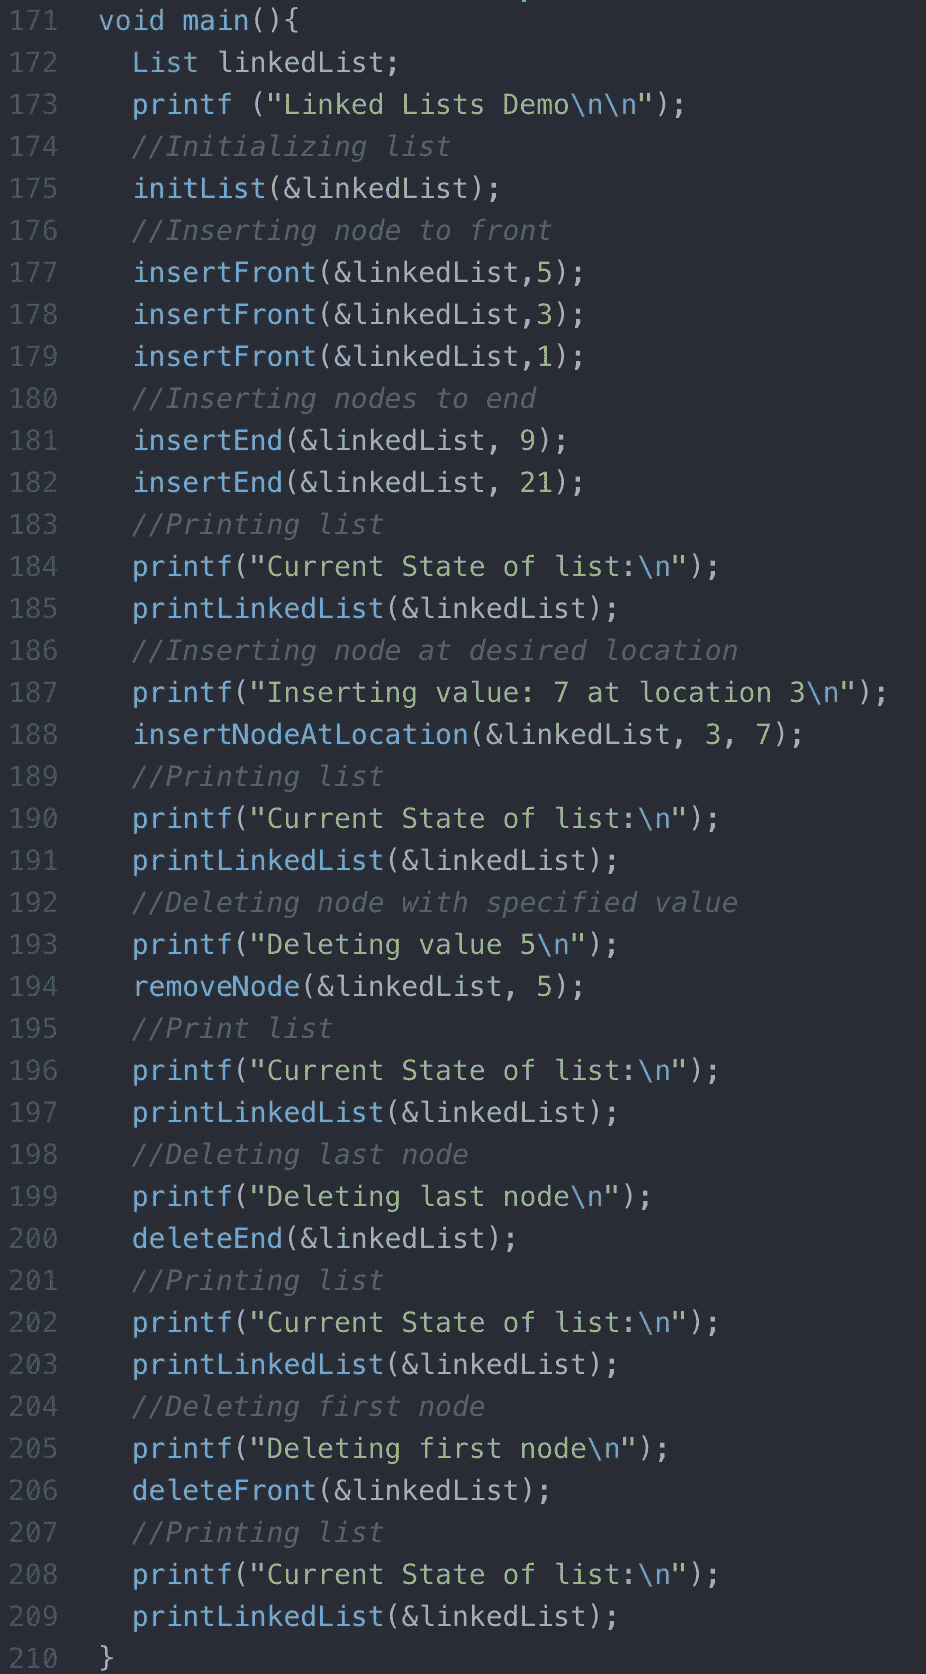 171 void main(){
172 List linkedList;
173 printf ("Linked Lists Demo\n\n");
174 //Initializing list
175 initList(&linkedList);
176 //Inserting node to front
177 insertFront(&linkedList,5);
178 insertFront(&linkedList,3);
179 insertFront(&linkedList,1);
180 //Inserting nodes to end
181 insertEnd(&linkedList, 9);
182 insertEnd(&linkedList, 21);
183 //Printing list
184 printf("Current State of list:\n");
185 printLinkedList(&linkedList);
186 //Inserting node at desired location
187 printf("Inserting value: 7 at location 3\n");
188 insertNodeAtLocation(&linkedList, 3, 7);
189 //Printing list
190 printf("Current State of list:\n");
191 printLinkedList(&linkedList);
192 //Deleting node with specified value
193 printf("Deleting value 5\n");
194 removeNode(&linkedList, 5);
195 //Print list
196 printf("Current State of list:\n");
197 printLinkedList(&linkedList);
198 //Deleting last node
199 printf("Deleting last node\n");
200 deleteEnd(&linkedList);
201 //Printing list
202 printf("Current State of list:\n");
203 printLinkedList(&linkedList);
204 //Deleting first node
205 printf("Deleting first node\n");
206 deleteFront(&linkedList);
207 //Printing list
208 printf("Current State of list:\n");
209 printLinkedList(&linkedList);
210 }